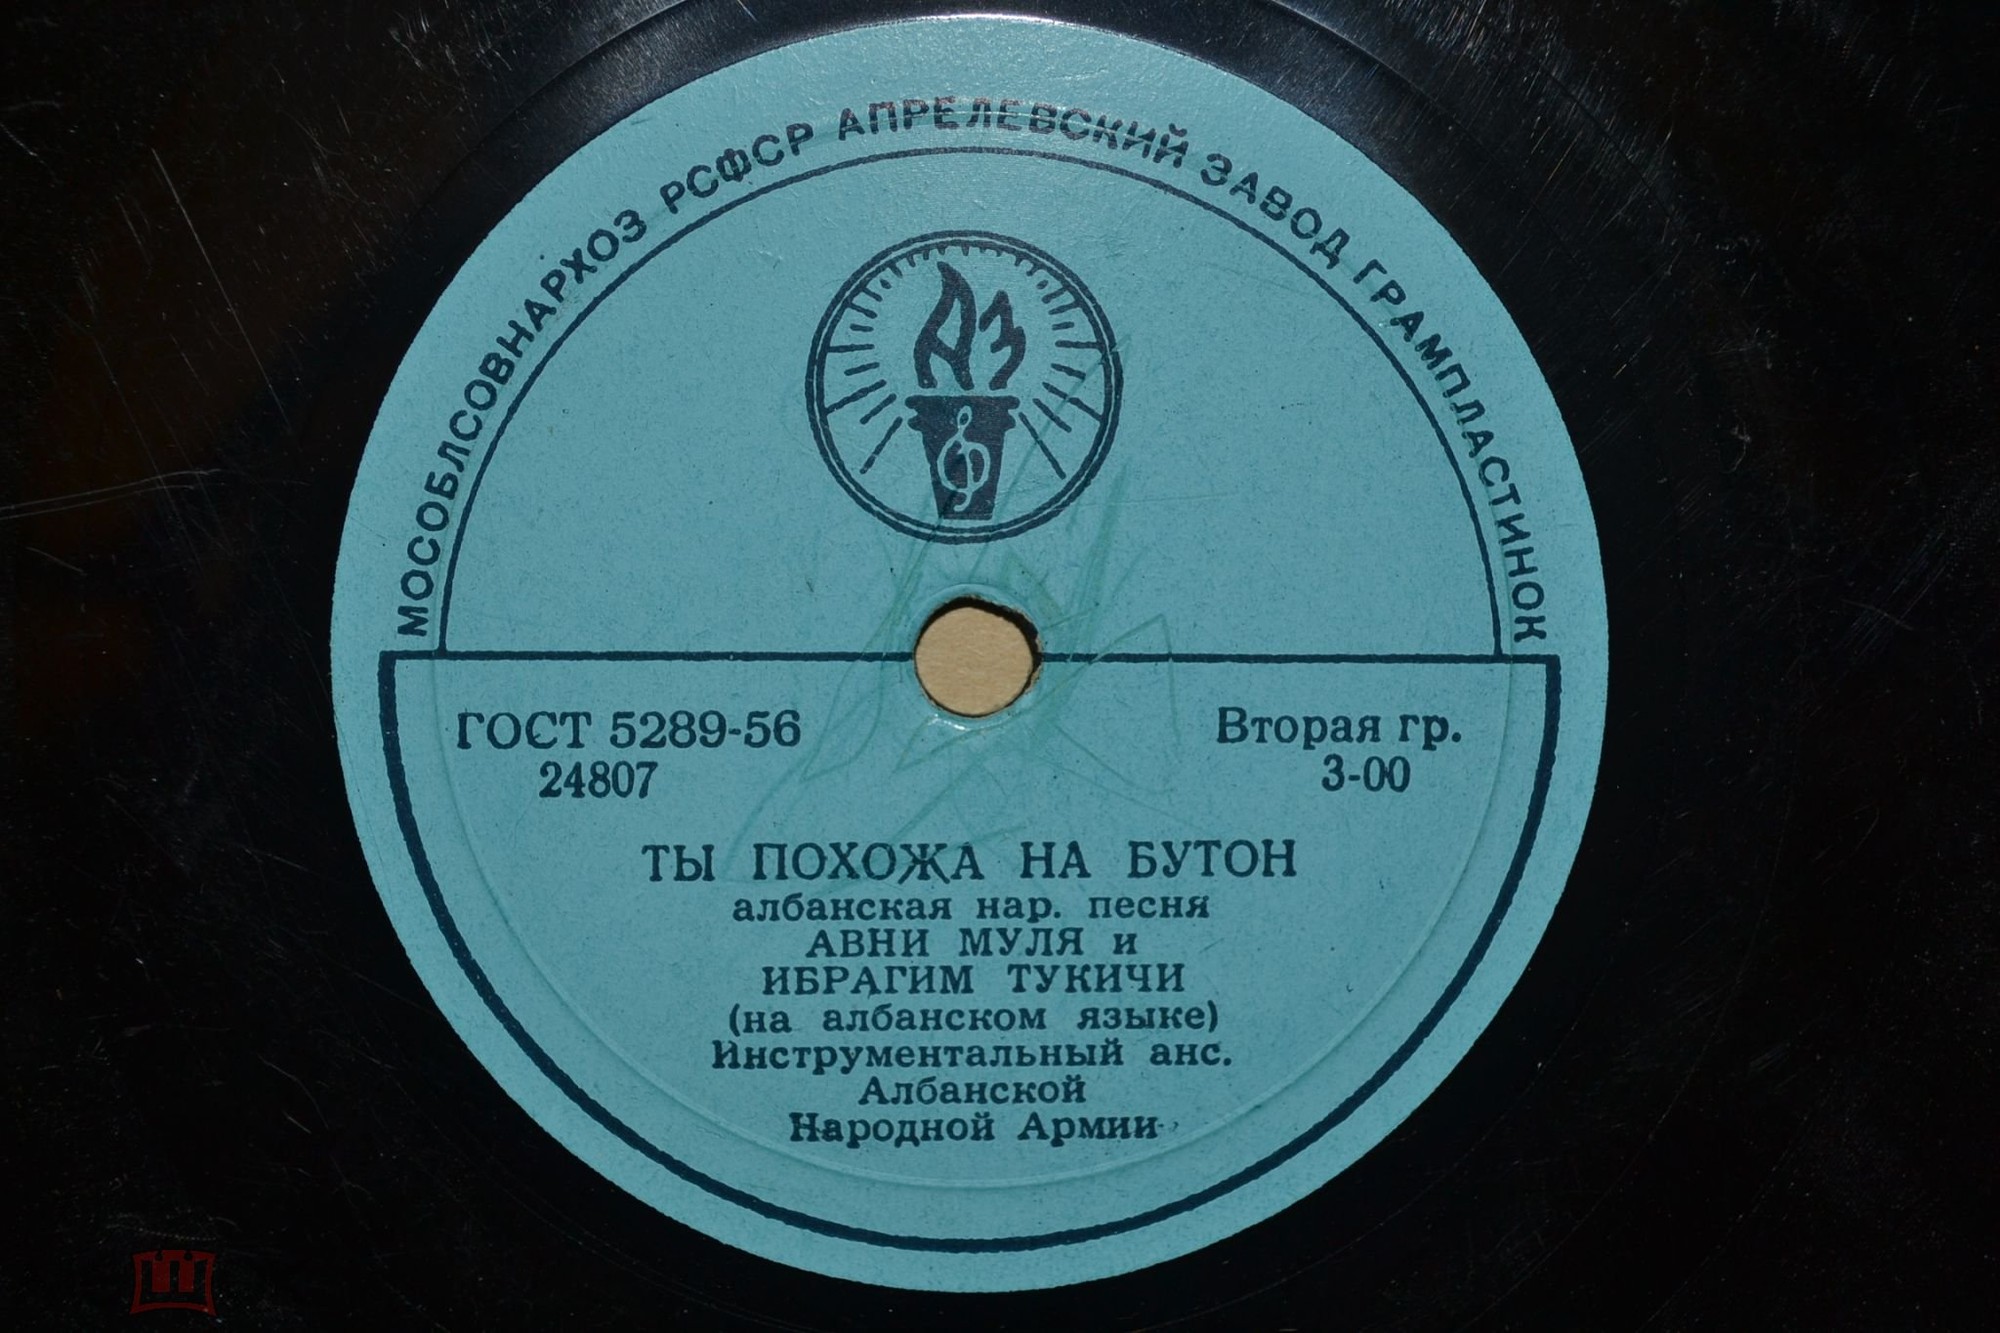 МОСОБЛСОВНАРХОЗ РСФСР АПРЕЛЕВСКИЙ ЗАВОД ГРАМПЛАСТИНОК
АЗ
ГОСТ 5289-56
24807
Вторая гр.
3-00
ТЫ ПОХОЖА НА БУТОН
албанская нар. песня
АВНИ МУЛЯ и
ИБРАГИМ ТУКИЧИ
(на албанском языке)
Инструментальный анс.
Албанской
Народной Армии